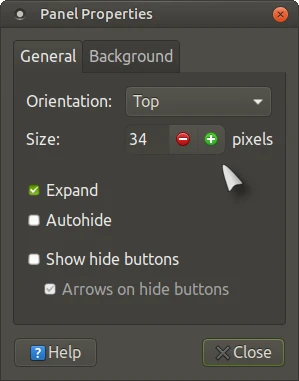 Panel Properties
General Background
Orientation: Top
Size: 34 pixels
Expand
Autohide
Show hide buttons
Arrows on hide buttons
Help Close